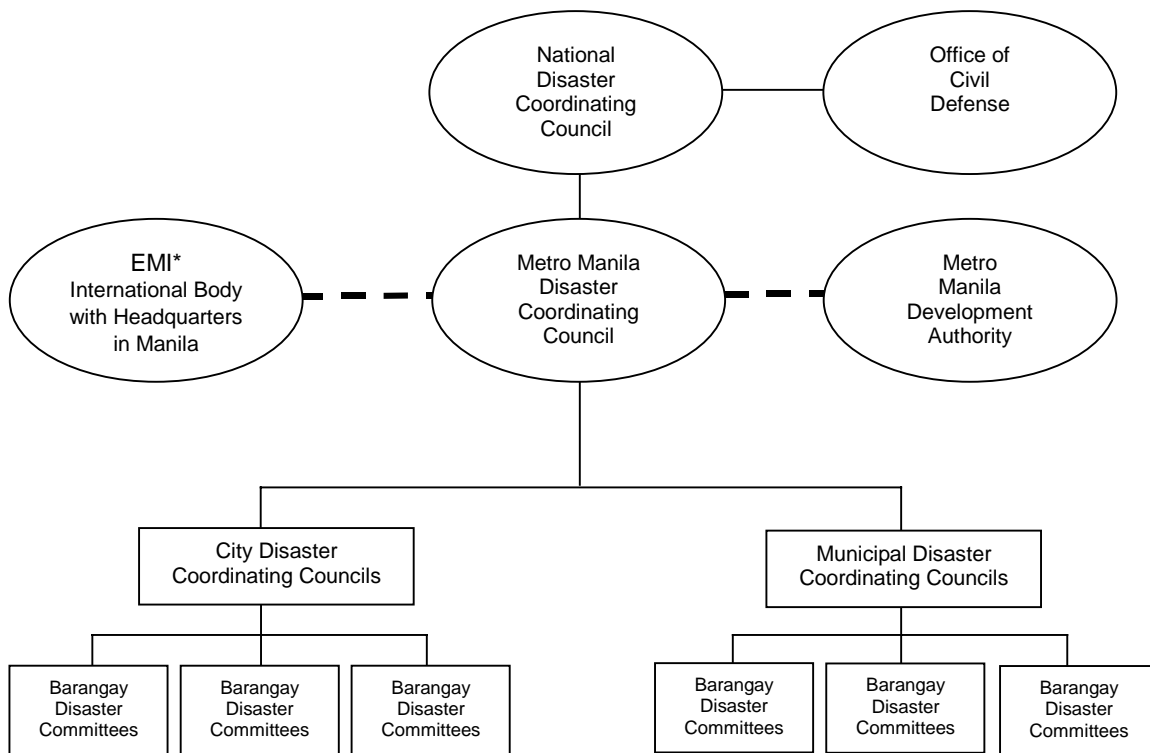 National
Disaster
Coordinating
Council
Office of
Civil
Defense
EMI*
International Body
with Headquarters
in Manila
Metro Manila
Disaster
Coordinating
Council
Metro
Manila
Development
Authority
City Disaster
Coordinating Councils
Municipal Disaster
Coordinating Councils
Barangay
Disaster
Committees
Barangay
Disaster
Committees
Barangay
Disaster
Committees
Barangay
Disaster
Committees
Barangay
Disaster
Committees
Barangay
Disaster
Committees